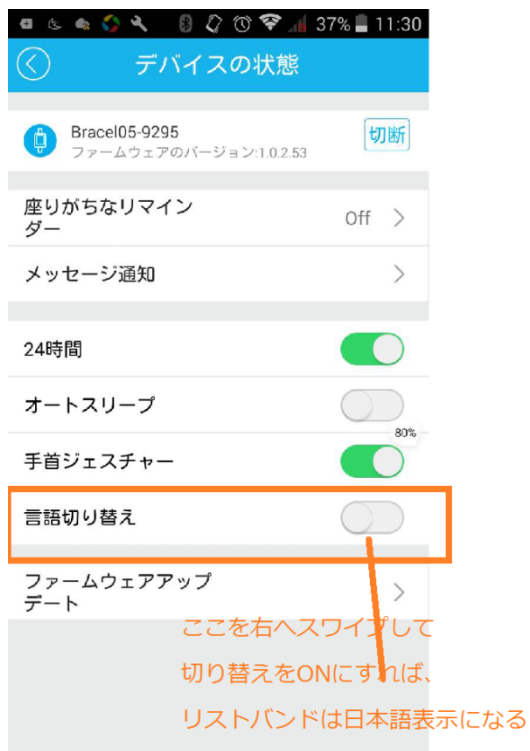 37% 11:30
デバイスの状態
Bracel05-9295
ファームウェアのバージョン:1.0.2.53
切断
座りがちなリマイン
ダー
Off
メッセージ通知
24時間
オートスリープ
80%
手首ジェスチャー
言語切り替え
ファームウェアアップ
デート
ここを右へスワイプして
切り替えをONにすれば、
リストバンドは日本語表示になる